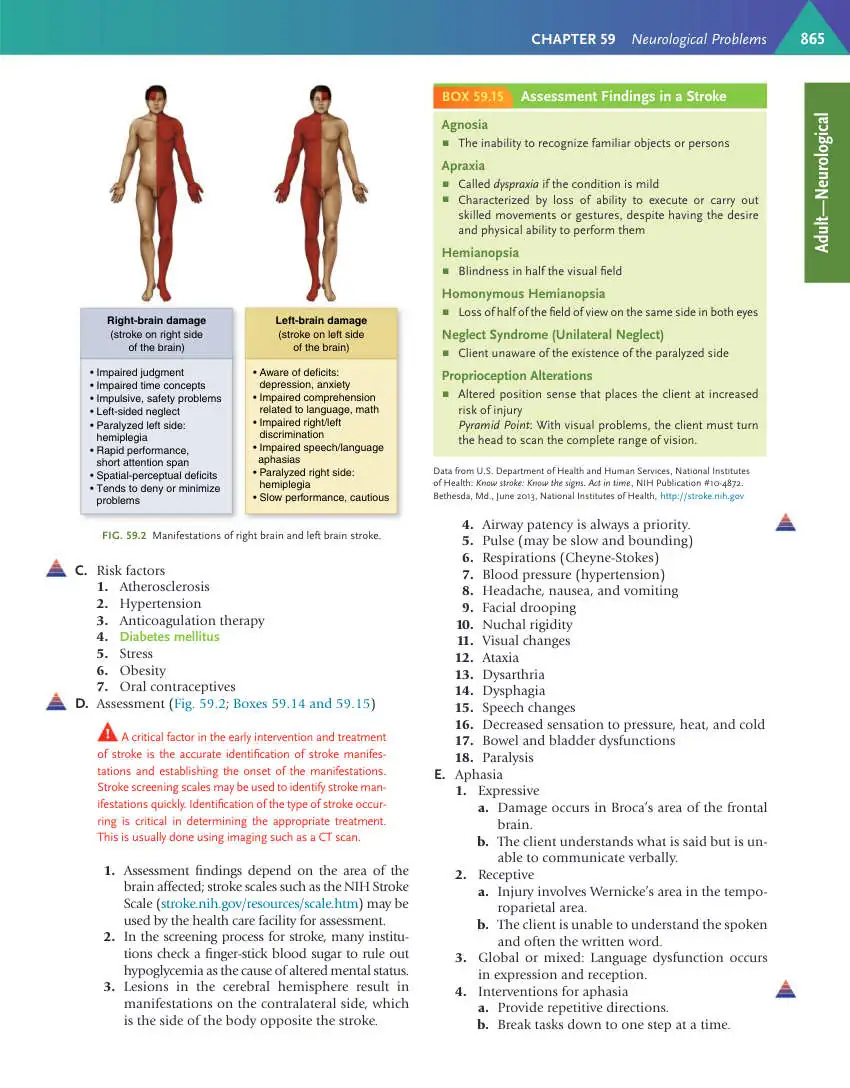 CHAPTER 59 Neurological Problems 865
Adult—Neurological
Right-brain damage
(stroke on right side
of the brain)
• Impaired judgment
• Impaired time concepts
• Impulsive, safety problems
• Left-sided neglect
• Paralyzed left side:
hemiplegia
• Rapid performance,
short attention span
• Spatial-perceptual deficits
• Tends to deny or minimize
problems
Left-brain damage
(stroke on left side
of the brain)
• Aware of deficits:
depression, anxiety
• Impaired comprehension
related to language, math
• Impaired right/left
discrimination
• Impaired speech/language
aphasias
• Paralyzed right side:
hemiplegia
• Slow performance, cautious
FIG. 59.2 Manifestations of right brain and left brain stroke.
C. Risk factors
1. Atherosclerosis
2. Hypertension
3. Anticoagulation therapy
4. Diabetes mellitus
5. Stress
6. Obesity
7. Oral contraceptives
D. Assessment (Fig. 59.2; Boxes 59.14 and 59.15)
A critical factor in the early intervention and treatment
of stroke is the accurate identification of stroke manifes-
tations and establishing the onset of the manifestations.
Stroke screening scales may be used to identify stroke man-
ifestations quickly. Identification of the type of stroke occur-
ring is critical in determining the appropriate treatment.
This is usually done using imaging such as a CT scan.
1. Assessment findings depend on the area of the
brain affected; stroke scales such as the NIH Stroke
Scale (stroke.nih.gov/resources/scale.htm) may be
used by the health care facility for assessment.
2. In the screening process for stroke, many institu-
tions check a finger-stick blood sugar to rule out
hypoglycemia as the cause of altered mental status.
3. Lesions in the cerebral hemisphere result in
manifestations on the contralateral side, which
is the side of the body opposite the stroke.
BOX 59.15 Assessment Findings in a Stroke
Agnosia
■ The inability to recognize familiar objects or persons
Apraxia
■ Called dyspraxia if the condition is mild
■ Characterized by loss of ability to execute or carry out
skilled movements or gestures, despite having the desire
and physical ability to perform them
Hemianopsia
■ Blindness in half the visual field
Homonymous Hemianopsia
■ Loss of half of the field of view on the same side in both eyes
Neglect Syndrome (Unilateral Neglect)
■ Client unaware of the existence of the paralyzed side
Proprioception Alterations
■ Altered position sense that places the client at increased
risk of injury
Pyramid Point: With visual problems, the client must turn
the head to scan the complete range of vision.
Data from U.S. Department of Health and Human Services, National Institutes
of Health: Know stroke: Know the signs. Act in time, NIH Publication #10-4872.
Bethesda, Md., June 2013, National Institutes of Health, http://stroke.nih.gov
4. Airway patency is always a priority.
5. Pulse (may be slow and bounding)
6. Respirations (Cheyne-Stokes)
7. Blood pressure (hypertension)
8. Headache, nausea, and vomiting
9. Facial drooping
10. Nuchal rigidity
11. Visual changes
12. Ataxia
13. Dysarthria
14. Dysphagia
15. Speech changes
16. Decreased sensation to pressure, heat, and cold
17. Bowel and bladder dysfunctions
18. Paralysis
E. Aphasia
1. Expressive
a. Damage occurs in Broca's area of the frontal
brain.
b. The client understands what is said but is un-
able to communicate verbally.
2. Receptive
a. Injury involves Wernicke's area in the tempo-
roparietal area.
b. The client is unable to understand the spoken
and often the written word.
3. Global or mixed: Language dysfunction occurs
in expression and reception.
4. Interventions for aphasia
a. Provide repetitive directions.
b. Break tasks down to one step at a time.